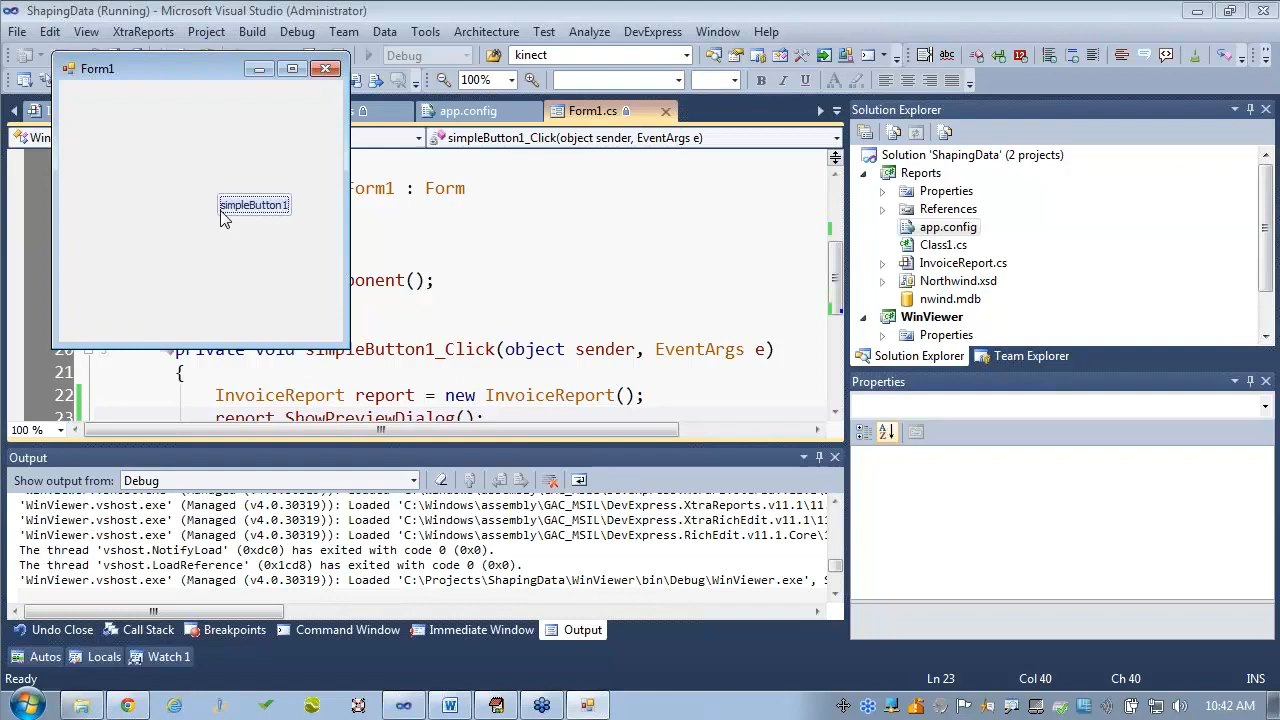 ShapingData (Running) - Microsoft Visual Studio (Administrator)
File Edit View XtraReports Project Build Debug Team Data Tools Architecture Test Analyze DevExpress Window Help
Debug kinect
100%
Form1
app.config Form1.cs
simpleButton1_Click(object sender, EventArgs e)
Form1 : Form
simpleButton1
ponent();
private void simpleButton1_Click(object sender, EventArgs e)
21 {
22 InvoiceReport report = new InvoiceReport();
23 report.ShowPreviewDialog();
100 %
Solution Explorer
Solution 'ShapingData' (2 projects)
Reports
Properties
References
app.config
Class1.cs
InvoiceReport.cs
Northwind.xsd
nwind.mdb
WinViewer
Properties
Solution Explorer Team Explorer
Properties
Output
Show output from: Debug
'WinViewer.vshost.exe' (Managed (v4.0.30319)): Loaded 'C:\Windows\assembly\GAC_MSIL\DevExpress.XtraReports.v11.1\11
'WinViewer.vshost.exe' (Managed (v4.0.30319)): Loaded 'C:\Windows\assembly\GAC_MSIL\DevExpress.XtraRichEdit.v11.1\1
'WinViewer.vshost.exe' (Managed (v4.0.30319)): Loaded 'C:\Windows\assembly\GAC_MSIL\DevExpress.RichEdit.v11.1.Core\1
The thread 'vshost.NotifyLoad' (0xdc0) has exited with code 0 (0x0).
The thread 'vshost.LoadReference' (0x1cd8) has exited with code 0 (0x0).
'WinViewer.vshost.exe' (Managed (v4.0.30319)): Loaded 'C:\Projects\ShapingData\WinViewer\bin\Debug\WinViewer.exe', S
Undo Close Call Stack Breakpoints Command Window Immediate Window Output
Autos Locals Watch 1
Ready Ln 23 Col 40 Ch 40 INS
10:42 AM